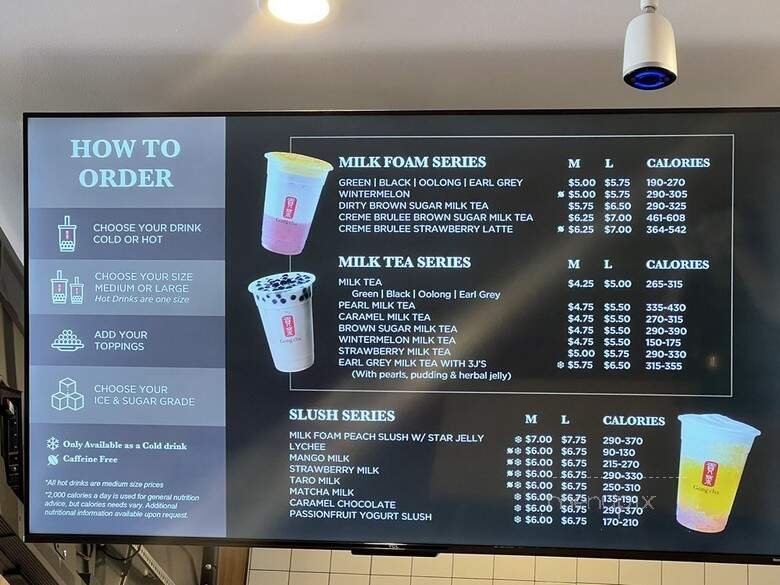 HOW TO
ORDER
CHOOSE YOUR DRINK
COLD OR HOT
CHOOSE YOUR SIZE
MEDIUM OR LARGE
Hot Drinks are one size
ADD YOUR
TOPPINGS
CHOOSE YOUR
ICE & SUGAR GRADE
Only Available as a Cold drink
Caffeine Free
*All hot drinks are medium size prices
*2,000 calories a day is used for general nutrition
advice, but calories needs vary. Additional
nutritional information available upon request.
MILK FOAM SERIES M L CALORIES
GREEN | BLACK | OOLONG | EARL GREY $5.00 $5.75 190-270
WINTERMELON $5.00 $5.75 290-305
DIRTY BROWN SUGAR MILK TEA $5.75 $6.50 290-325
CREME BRULEE BROWN SUGAR MILK TEA $6.25 $7.00 461-608
CREME BRULEE STRAWBERRY LATTE $6.25 $7.00 364-542
MILK TEA SERIES M L CALORIES
MILK TEA $4.25 $5.00 265-315
Green | Black | Oolong | Earl Grey
PEARL MILK TEA $4.75 $5.50 335-430
CARAMEL MILK TEA $4.75 $5.50 270-315
BROWN SUGAR MILK TEA $4.75 $5.50 290-390
WINTERMELON MILK TEA $4.75 $5.50 150-175
STRAWBERRY MILK TEA $5.00 $5.75 290-330
EARL GREY MILK TEA WITH 3J'S $5.75 $6.50 315-355
(With pearls, pudding & herbal jelly)
SLUSH SERIES M L CALORIES
MILK FOAM PEACH SLUSH W/ STAR JELLY $7.00 $7.75 290-370
LYCHEE $6.00 $6.75 90-130
MANGO MILK $6.00 $6.75 215-270
STRAWBERRY MILK $6.00 $6.75 290-330
TARO MILK $6.00 $6.75 250-310
MATCHA MILK $6.00 $6.75
CARAMEL CHOCOLATE $6.00 $6.75 290-370
PASSIONFRUIT YOGURT SLUSH $6.00 $6.75 170-210
貢茶
Gong cha
貢茶
Gong cha
貢茶
Gong cha